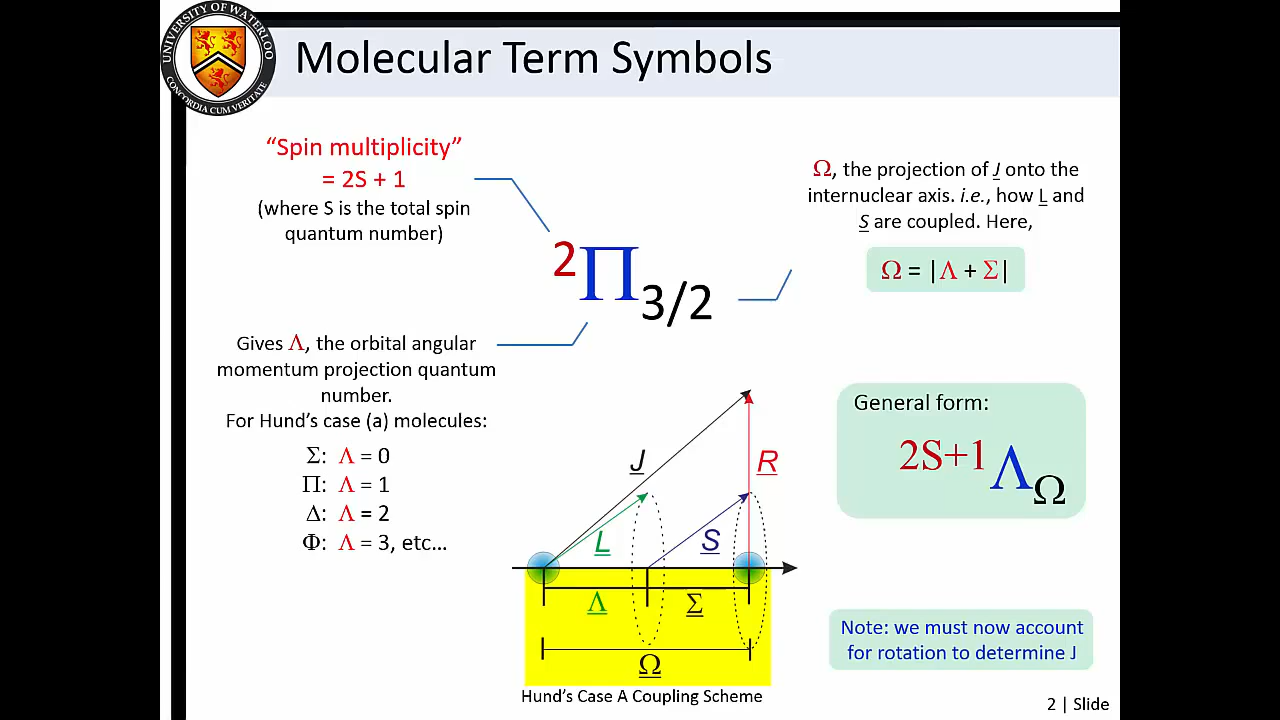 UNIVERSITY OF WATERLOO
CONCORDIA CUM VERITATE
Molecular Term Symbols
“Spin multiplicity”
= 2S + 1
(where S is the total spin
quantum number)
Ω, the projection of J onto the
internuclear axis. i.e., how L and
S are coupled. Here,
Ω = |Λ + Σ|
2Π3/2
Gives Λ, the orbital angular
momentum projection quantum
number.
For Hund’s case (a) molecules:
Σ: Λ = 0
Π: Λ = 1
Δ: Λ = 2
Φ: Λ = 3, etc…
General form:
2S+1ΛΩ
J
R
L
S
Λ
Σ
Ω
Hund’s Case A Coupling Scheme
Note: we must now account
for rotation to determine J
2 | Slide